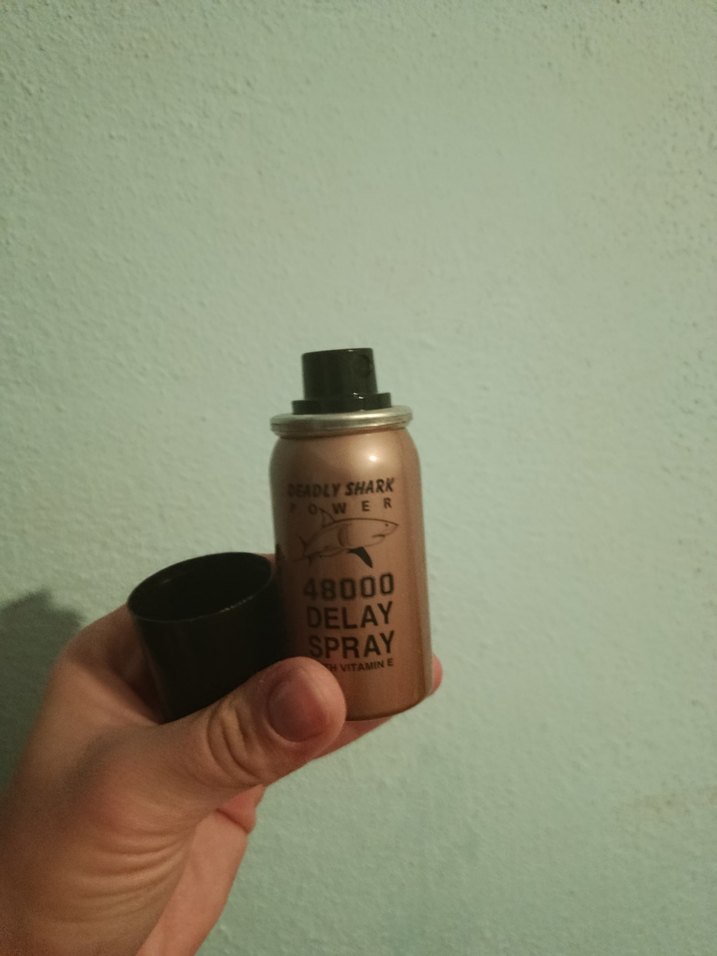 DEADLY SHARK
POWER
48000
DELAY
SPRAY
VITAMIN E